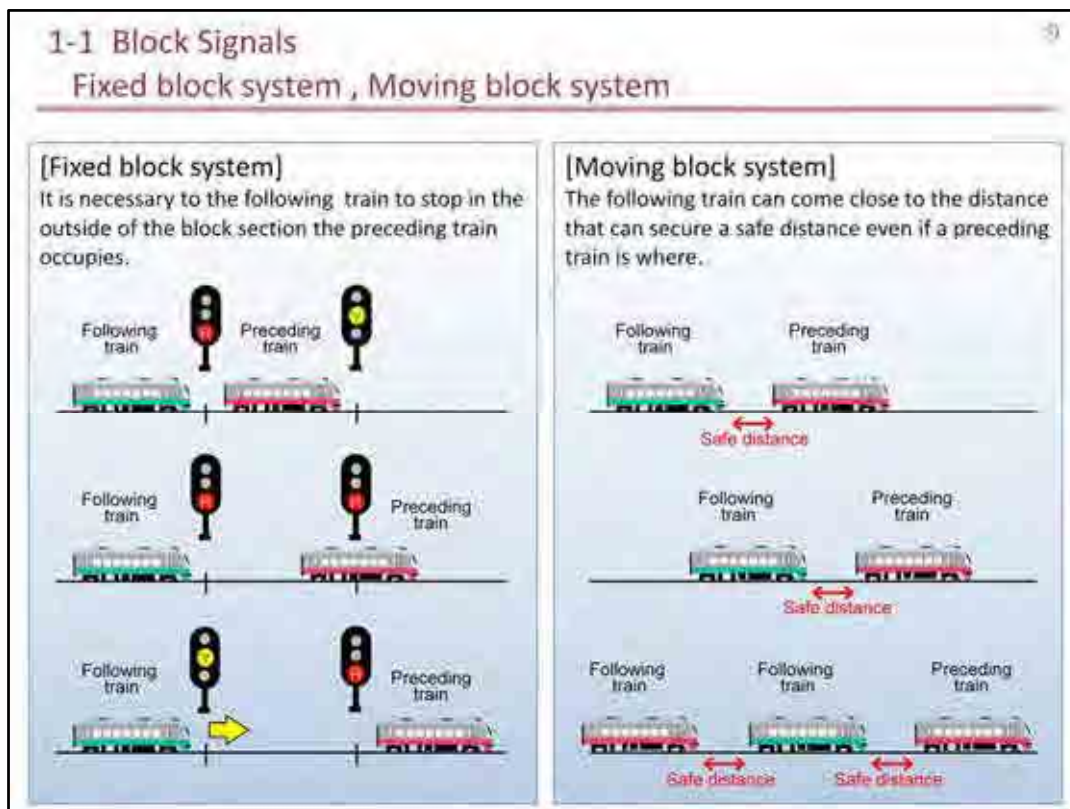 1-1 Block Signals
Fixed block system , Moving block system
9
[Fixed block system]
It is necessary to the following train to stop in the
outside of the block section the preceding train
occupies.
Following
train
R
Preceding
train
Y
Following
train
R
R
Preceding
train
Following
train
Y
R
Preceding
train
[Moving block system]
The following train can come close to the distance
that can secure a safe distance even if a preceding
train is where.
Following
train
Preceding
train
Safe distance
Following
train
Preceding
train
Safe distance
Following
train
Following
train
Preceding
train
Safe distance
Safe distance